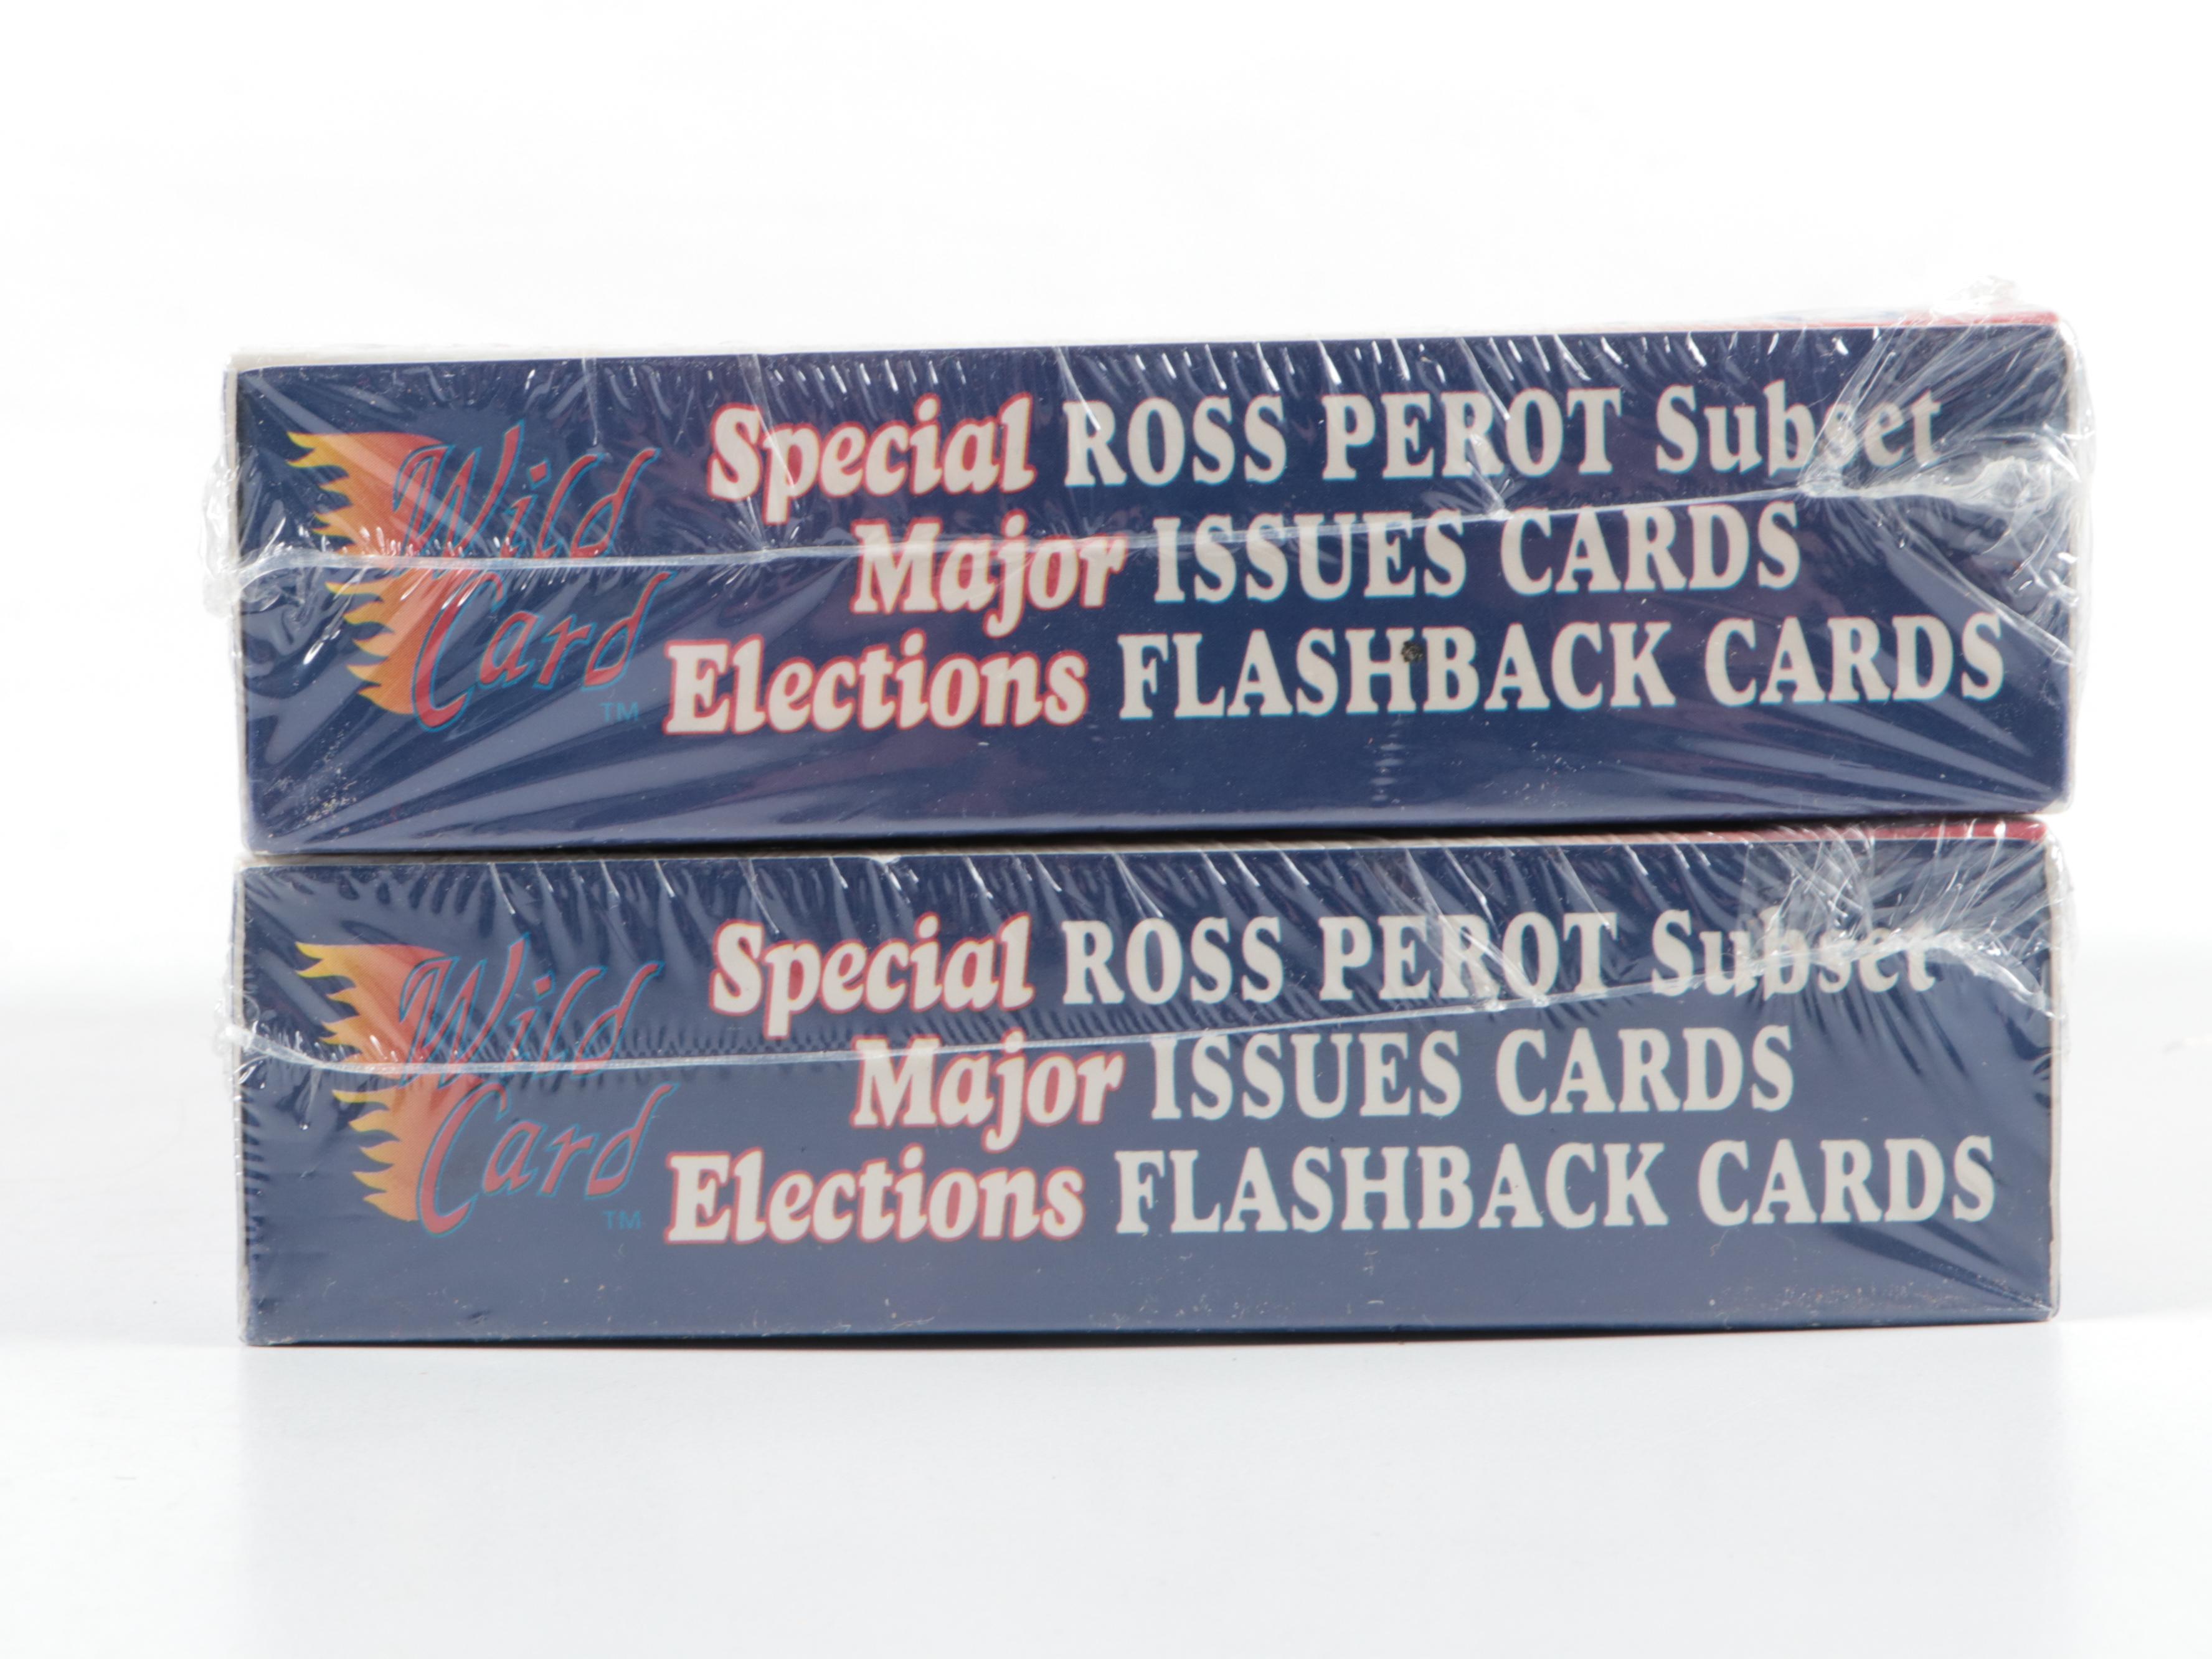 Wild
Card
TM
Special ROSS PEROT Subset
Major ISSUES CARDS
Elections FLASHBACK CARDS
Wild
Card
TM
Special ROSS PEROT Subset
Major ISSUES CARDS
Elections FLASHBACK CARDS